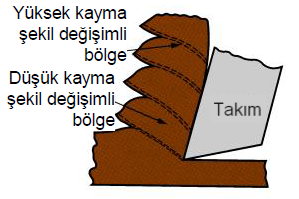 Yüksek kayma
şekil değişimli
bölge
Düşük kayma
şekil değişimli
bölge
Takım